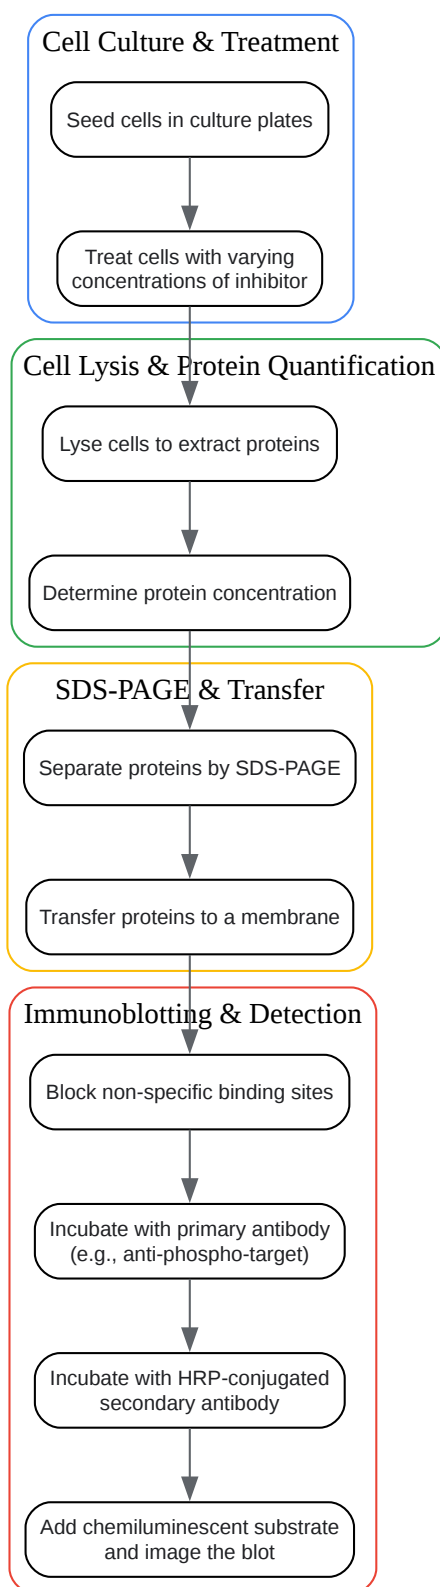 Cell Culture & Treatment
Seed cells in culture plates
Treat cells with varying
concentrations of inhibitor
Cell Lysis & Protein Quantification
Lyse cells to extract proteins
Determine protein concentration
SDS-PAGE & Transfer
Separate proteins by SDS-PAGE
Transfer proteins to a membrane
Immunoblotting & Detection
Block non-specific binding sites
Incubate with primary antibody
(e.g., anti-phospho-target)
Incubate with HRP-conjugated
secondary antibody
Add chemiluminescent substrate
and image the blot